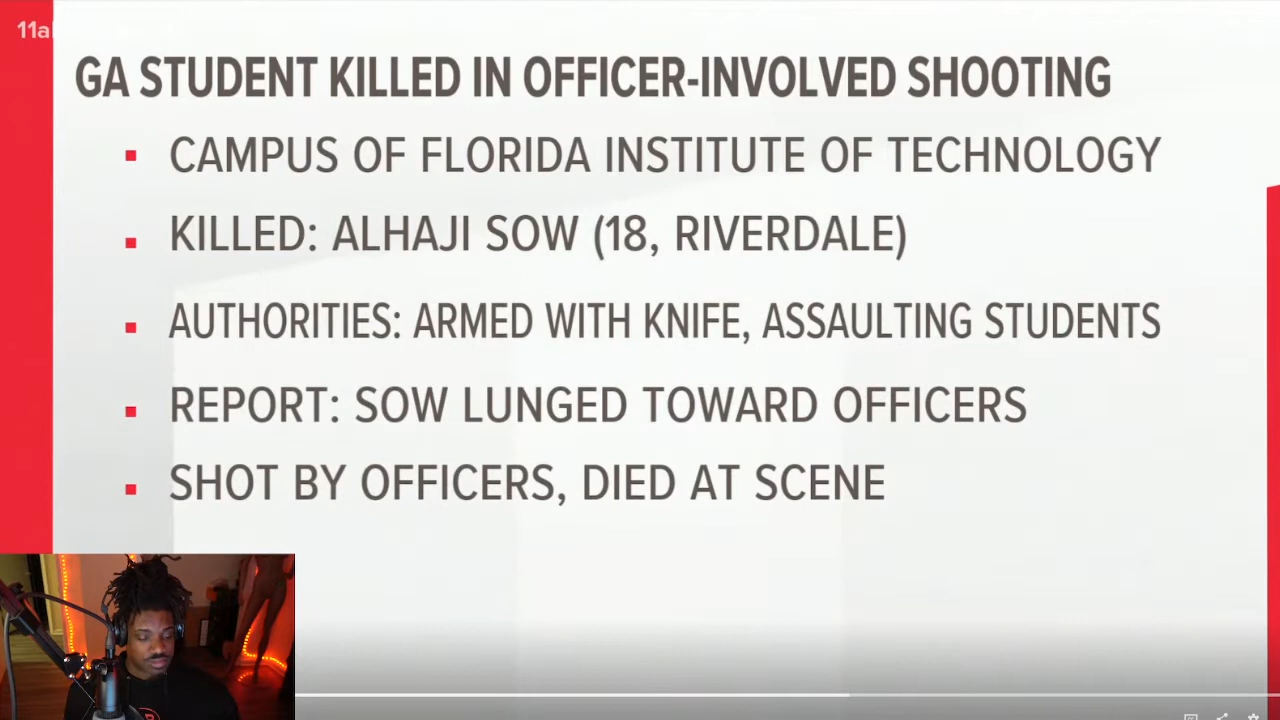 11al
GA STUDENT KILLED IN OFFICER-INVOLVED SHOOTING
CAMPUS OF FLORIDA INSTITUTE OF TECHNOLOGY
KILLED: ALHAJI SOW (18, RIVERDALE)
AUTHORITIES: ARMED WITH KNIFE, ASSAULTING STUDENTS
REPORT: SOW LUNGED TOWARD OFFICERS
SHOT BY OFFICERS, DIED AT SCENE